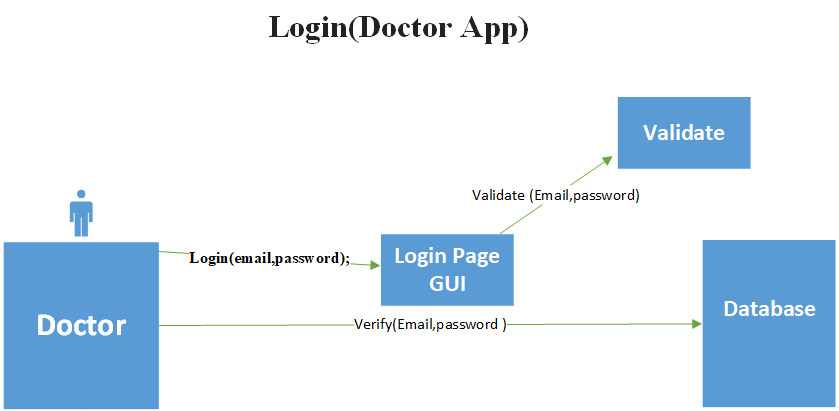 Login(Doctor App)
Validate
Validate (Email,password)
Login(email,password);
Login Page
GUI
Doctor
Database
Verify(Email,password )